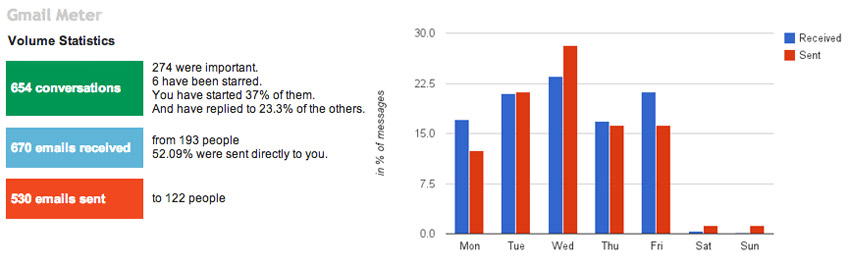 Gmail Meter
Volume Statistics
654 conversations
274 were important.
6 have been starred.
You have started 37% of them.
And have replied to 23.3% of the others.
670 emails received
from 193 people
52.09% were sent directly to you.
530 emails sent
to 122 people
in % of messages
30.0
22.5
15.0
7.5
0.0
Mon Tue Wed Thu Fri Sat Sun
Received
Sent